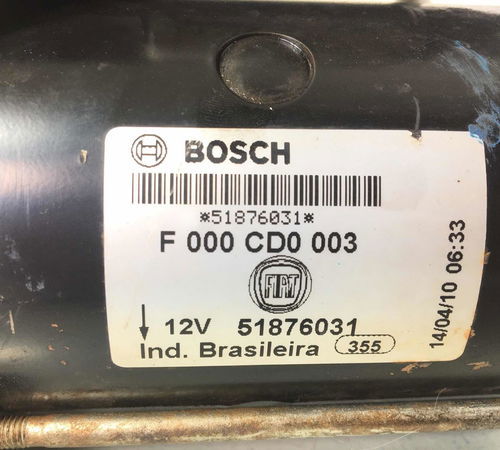 BOSCH
*51876031*
F 000 CD0 003
FIAT
12V 51876031
Ind. Brasileira 355
14/04/10 06:33